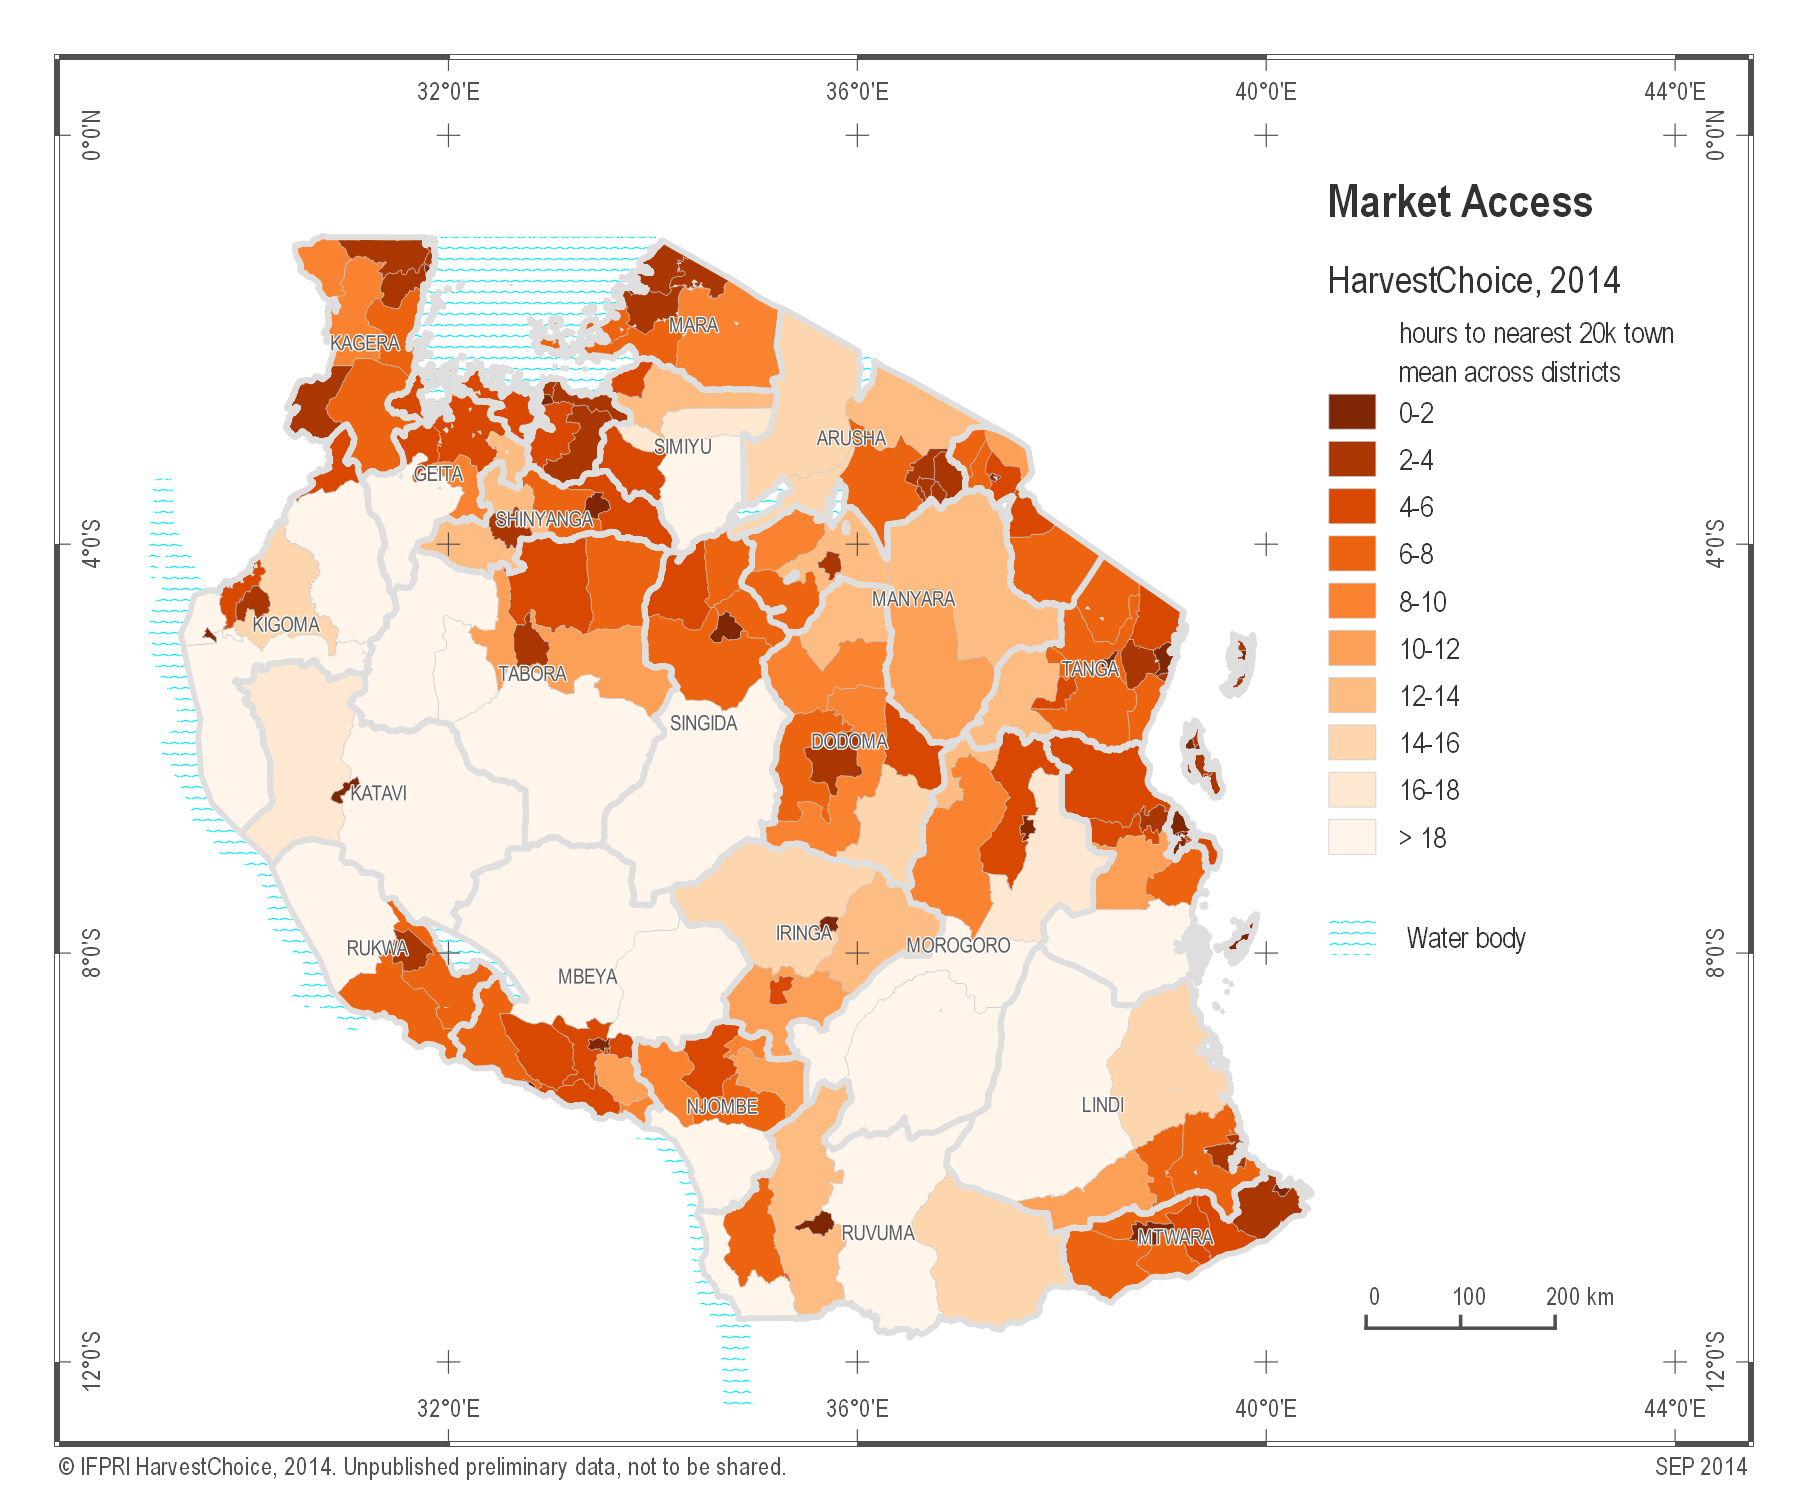 32°0'E 36°0'E 40°0'E 44°0'E
0°0'N 0°0'N
Market Access
HarvestChoice, 2014
hours to nearest 20k town
mean across districts
0-2
2-4
4-6
6-8
8-10
10-12
12-14
14-16
16-18
> 18
Water body
MARA
KAGERA
SIMIYU
ARUSHA
GEITA
SHINYANGA
4°0'S 4°0'S
MANYARA
KIGOMA
TABORA
TANGA
SINGIDA
DODOMA
KATAVI
IRINGA
MOROGORO
RUKWA
MBEYA
8°0'S 8°0'S
NJOMBE
LINDI
RUVUMA
MTWARA
0 100 200 km
12°0'S 12°0'S
32°0'E 36°0'E 40°0'E 44°0'E
© IFPRI HarvestChoice, 2014. Unpublished preliminary data, not to be shared.
SEP 2014